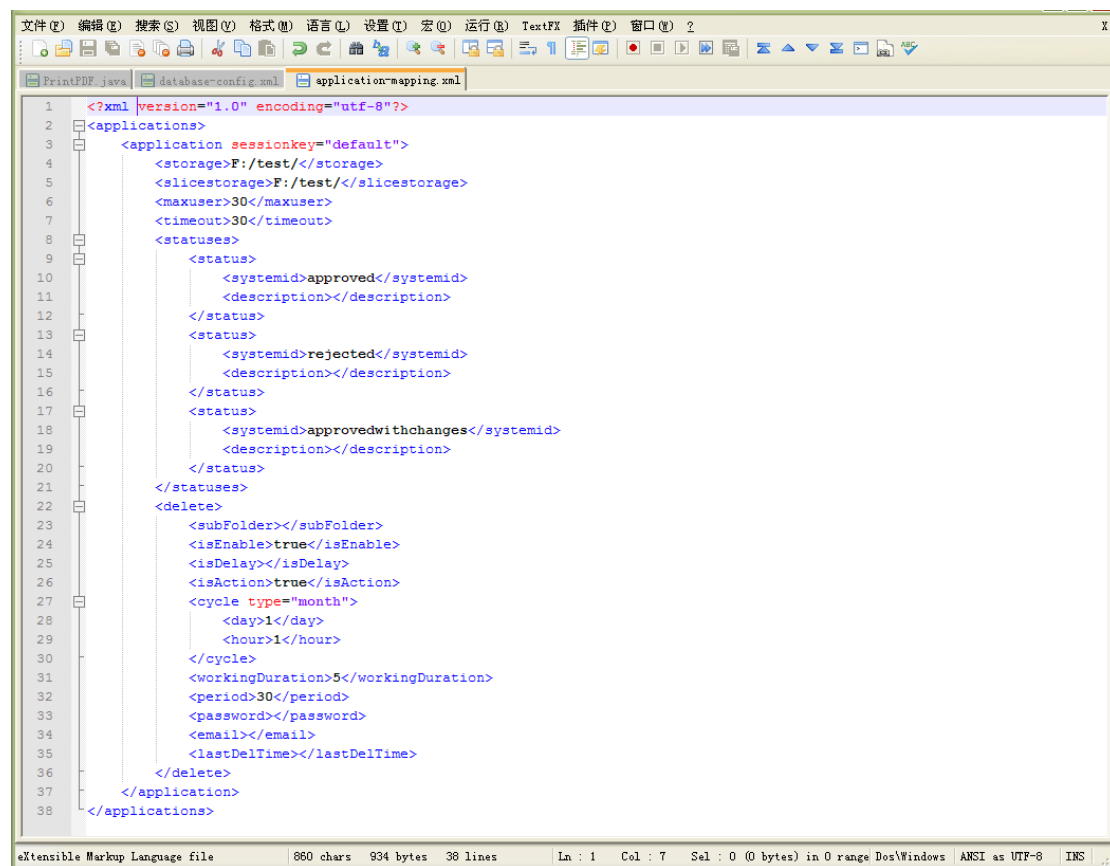 文件(F) 编辑(E) 搜索(S) 视图(V) 格式(M) 语言(L) 设置(T) 宏(O) 运行(R) TextFX 插件(P) 窗口(W) ? X
PrintPDF.java database-config.xml application-mapping.xml
1 <?xml version="1.0" encoding="utf-8"?>
2 <applications>
3 <application sessionkey="default">
4 <storage>F:/test/</storage>
5 <slicestorage>F:/test/</slicestorage>
6 <maxuser>30</maxuser>
7 <timeout>30</timeout>
8 <statuses>
9 <status>
10 <systemid>approved</systemid>
11 <description></description>
12 </status>
13 <status>
14 <systemid>rejected</systemid>
15 <description></description>
16 </status>
17 <status>
18 <systemid>approvedwithchanges</systemid>
19 <description></description>
20 </status>
21 </statuses>
22 <delete>
23 <subFolder></subFolder>
24 <isEnable>true</isEnable>
25 <isDelay></isDelay>
26 <isAction>true</isAction>
27 <cycle type="month">
28 <day>1</day>
29 <hour>1</hour>
30 </cycle>
31 <workingDuration>5</workingDuration>
32 <period>30</period>
33 <password></password>
34 <email></email>
35 <lastDelTime></lastDelTime>
36 </delete>
37 </application>
38 </applications>
eXtensible Markup Language file 860 chars 934 bytes 38 lines Ln : 1 Col : 7 Sel : 0 (0 bytes) in 0 range Dos\Windows ANSI as UTF-8 INS